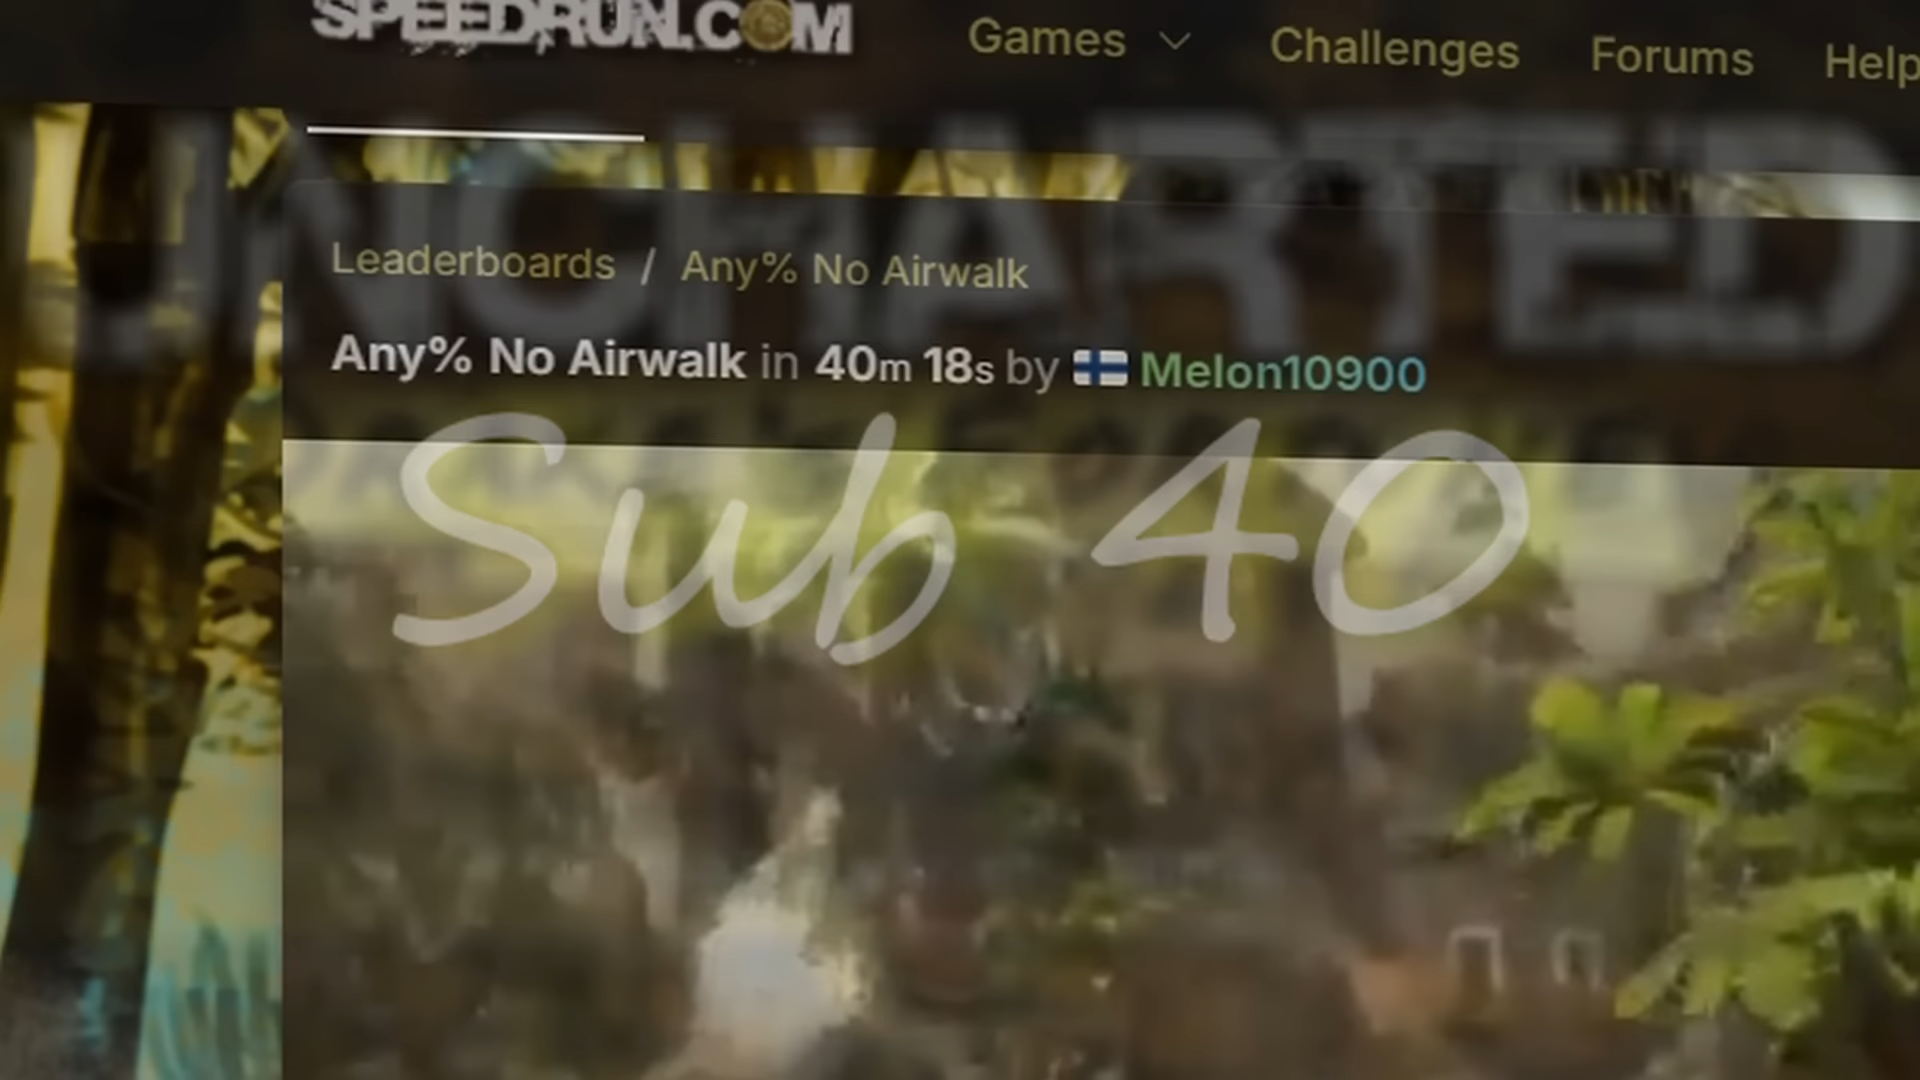 SPEEDRUN.COM
Games Challenges Forums Help
UNCHARTED
Leaderboards / Any% No Airwalk
Any% No Airwalk in 40m 18s by Melon10900
Sub 40